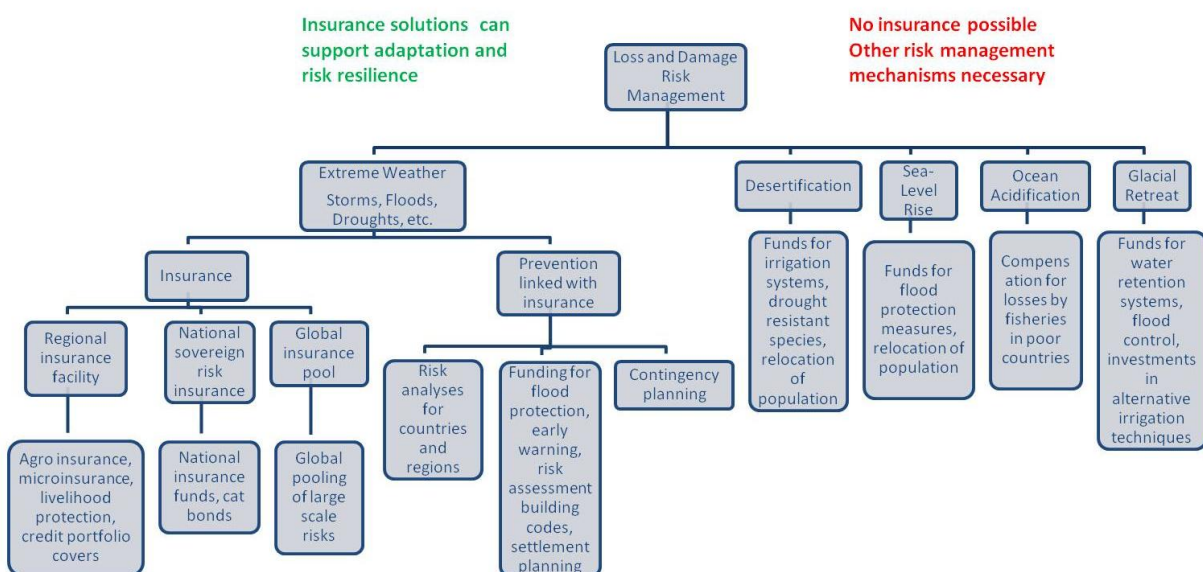 Insurance solutions can
support adaptation and
risk resilience
No insurance possible
Other risk management
mechanisms necessary
Loss and Damage
Risk
Management
Extreme Weather
Storms, Floods,
Droughts, etc.
Desertification
Sea-
Level
Rise
Ocean
Acidification
Glacial
Retreat
Insurance
Prevention
linked with
insurance
Funds for
irrigation
systems,
drought
resistant
species,
relocation of
population
Funds for
flood
protection
measures,
relocation of
population
Compens
ation for
losses by
fisheries
in poor
countries
Funds for
water
retention
systems,
flood
control,
investments
in
alternative
irrigation
techniques
Regional
insurance
facility
National
sovereign
risk
insurance
Global
insurance
pool
Risk
analyses for
countries
and
regions
Funding for
flood
protection,
early
warning, risk
assessment
building
codes,
settlement
planning
Contingency
planning
Agro insurance,
microinsurance,
livelihood
protection,
credit portfolio
covers
National
insurance
funds, cat
bonds
Global
pooling
of large
scale
risks